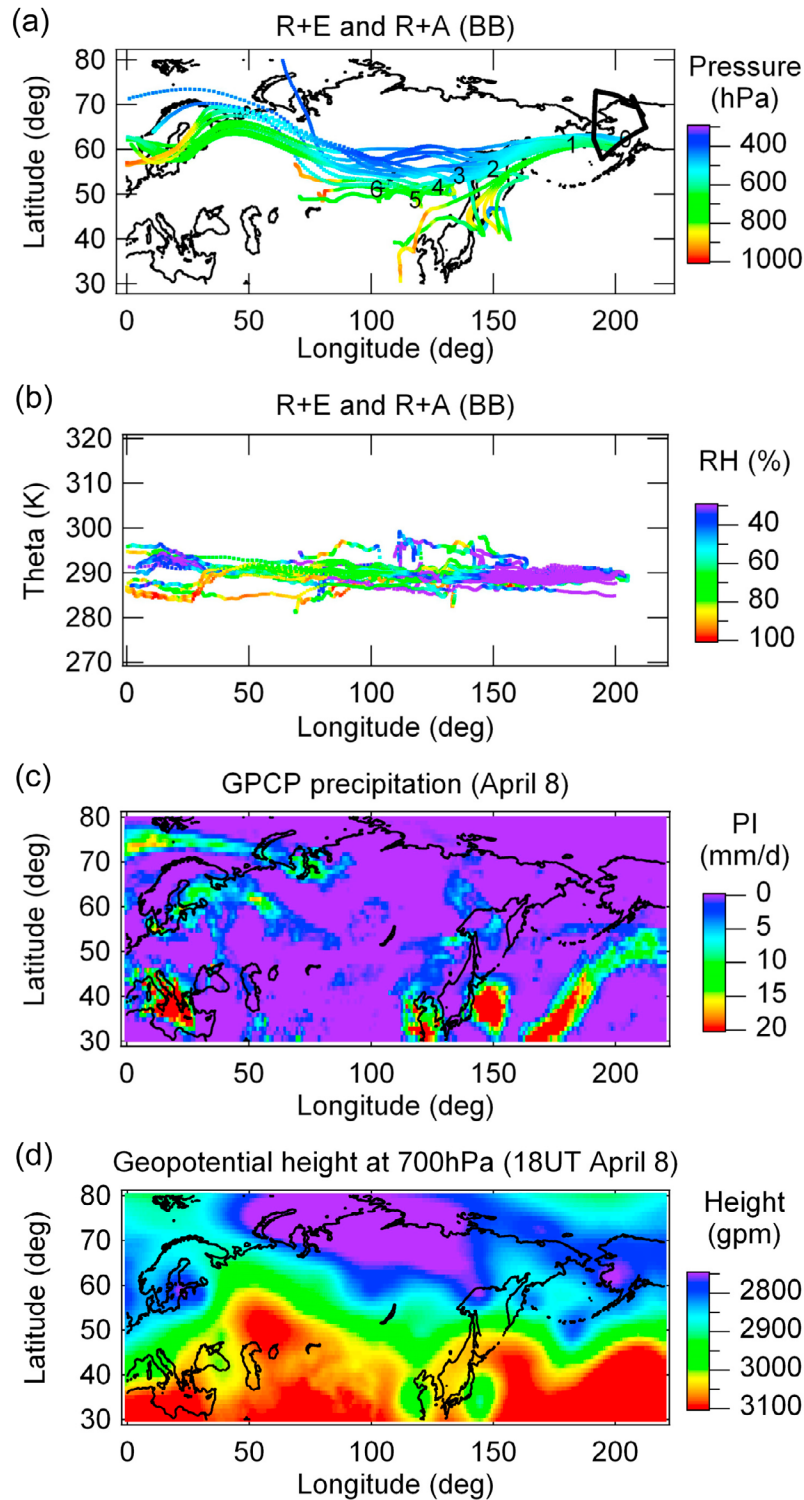 (a)
R+E and R+A (BB)
80
70
60
50
40
30
Latitude (deg)
0 50 100 150 200
Longitude (deg)
6 5 4 3 2 1 0
Pressure
(hPa)
400
600
800
1000
(b)
R+E and R+A (BB)
320
310
300
290
280
270
Theta (K)
0 50 100 150 200
Longitude (deg)
RH (%)
40
60
80
100
(c)
GPCP precipitation (April 8)
80
70
60
50
40
30
Latitude (deg)
0 50 100 150 200
Longitude (deg)
PI
(mm/d)
0
5
10
15
20
(d)
Geopotential height at 700hPa (18UT April 8)
80
70
60
50
40
30
Latitude (deg)
0 50 100 150 200
Longitude (deg)
Height
(gpm)
2800
2900
3000
3100